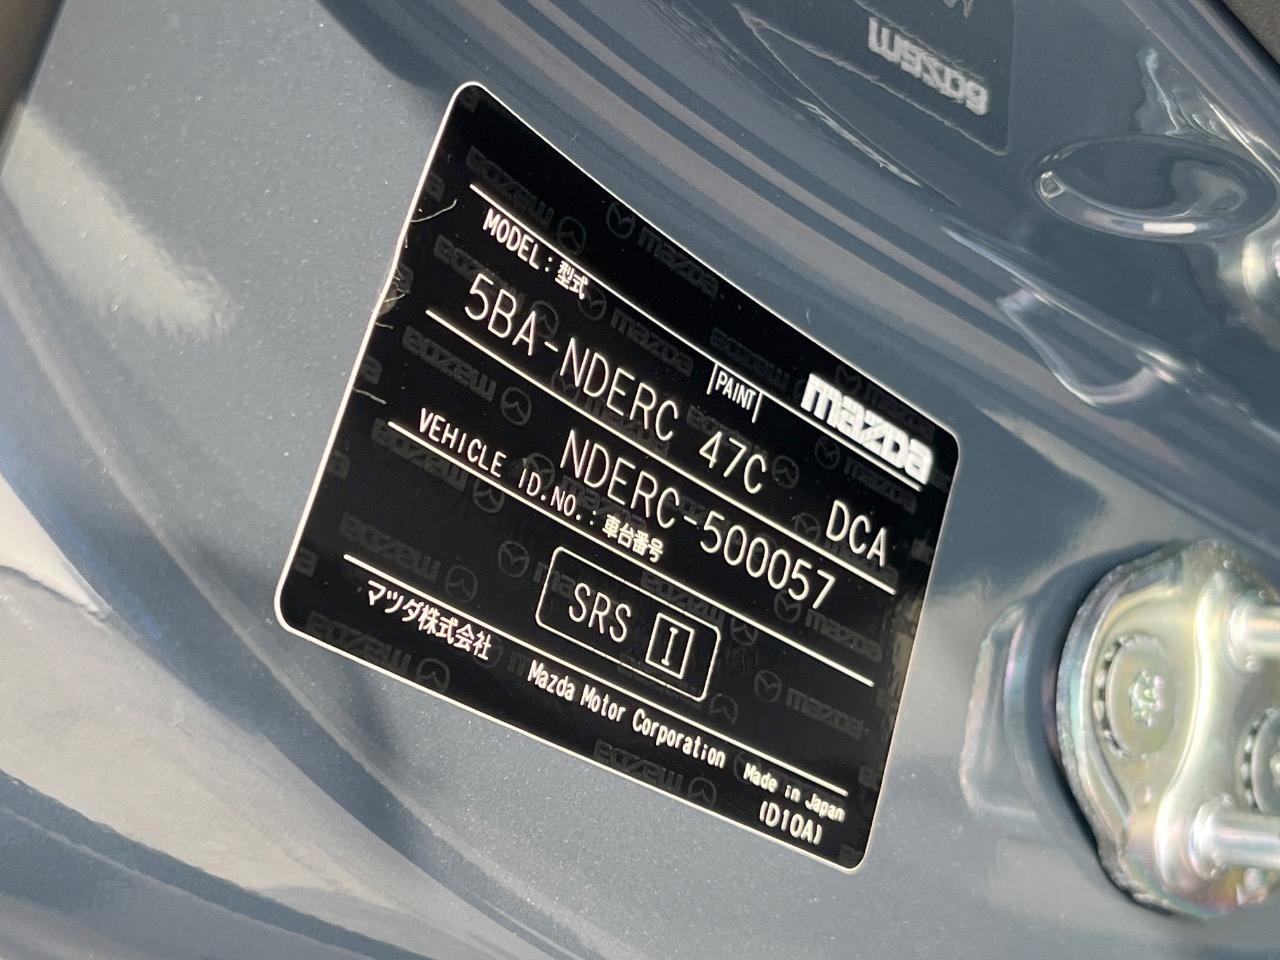 mazda
MODEL:型式
PAINT
5BA-NDERC 47C DCA
NDERC-500057
VEHICLE ID.NO.:車台番号
SRS I
マツダ株式会社 Mazda Motor Corporation Made in Japan
(D10A)